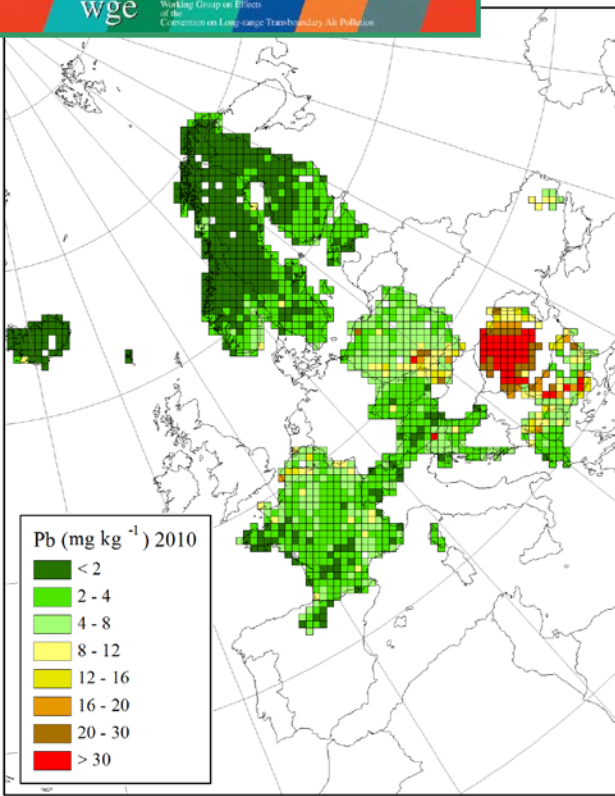 wge
Working Group on Effects
of the
Convention on Long-range Transboundary Air Pollution
Pb (mg kg -1) 2010
< 2
2 - 4
4 - 8
8 - 12
12 - 16
16 - 20
20 - 30
> 30